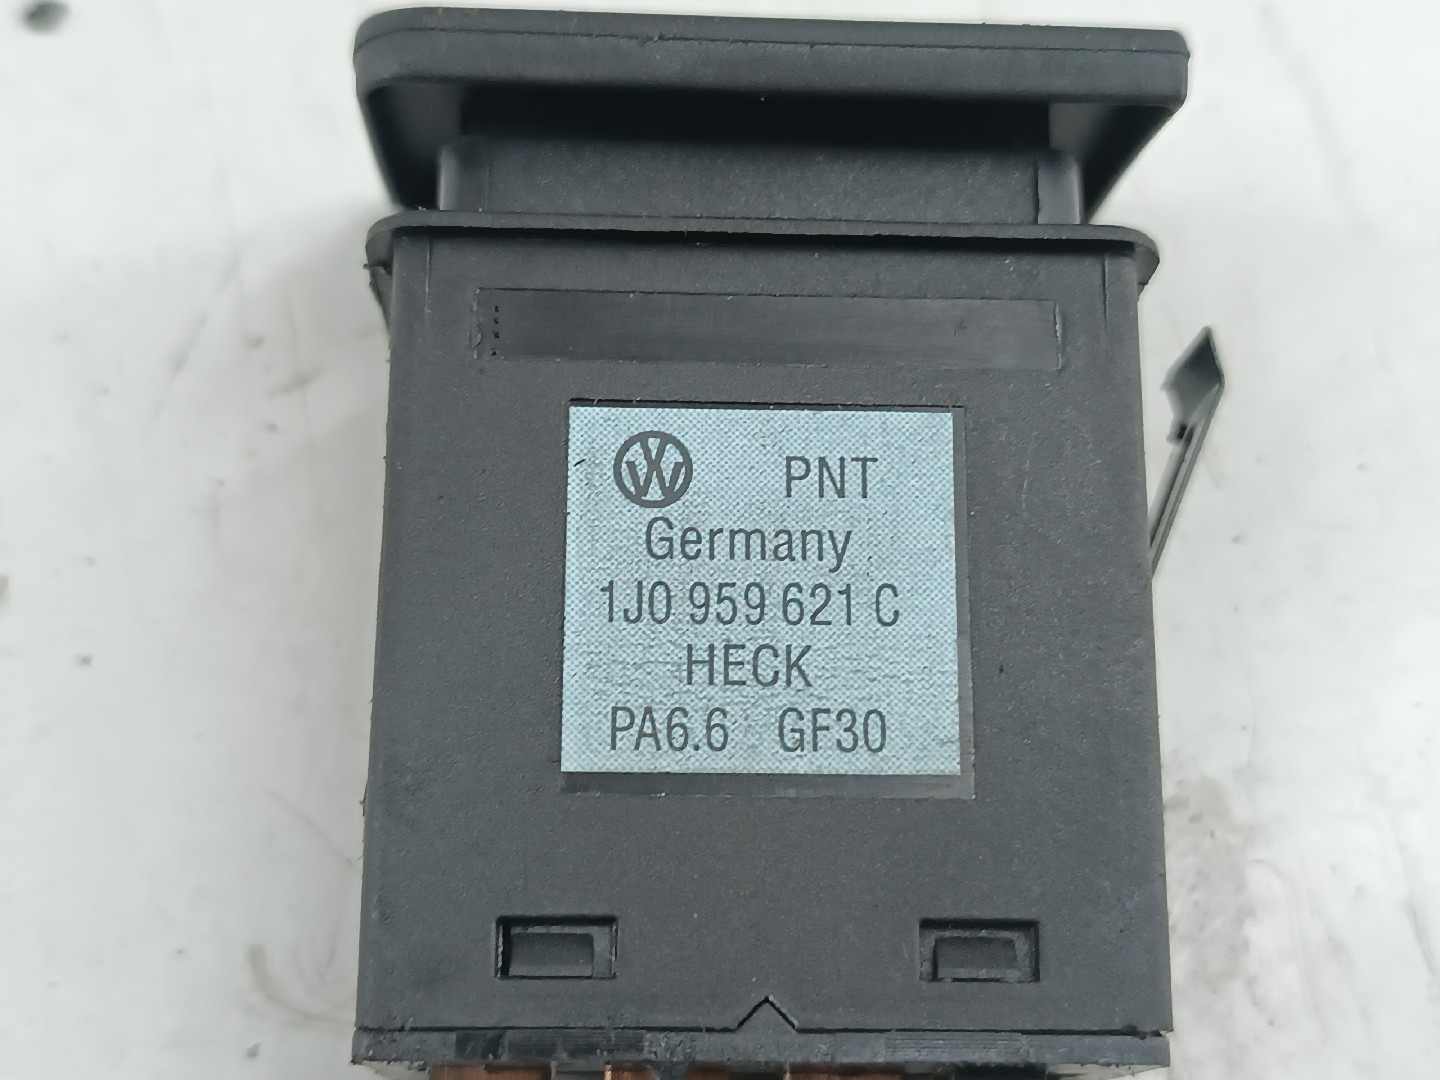 PNT
Germany
1J0 959 621 C
HECK
PA6.6 GF30